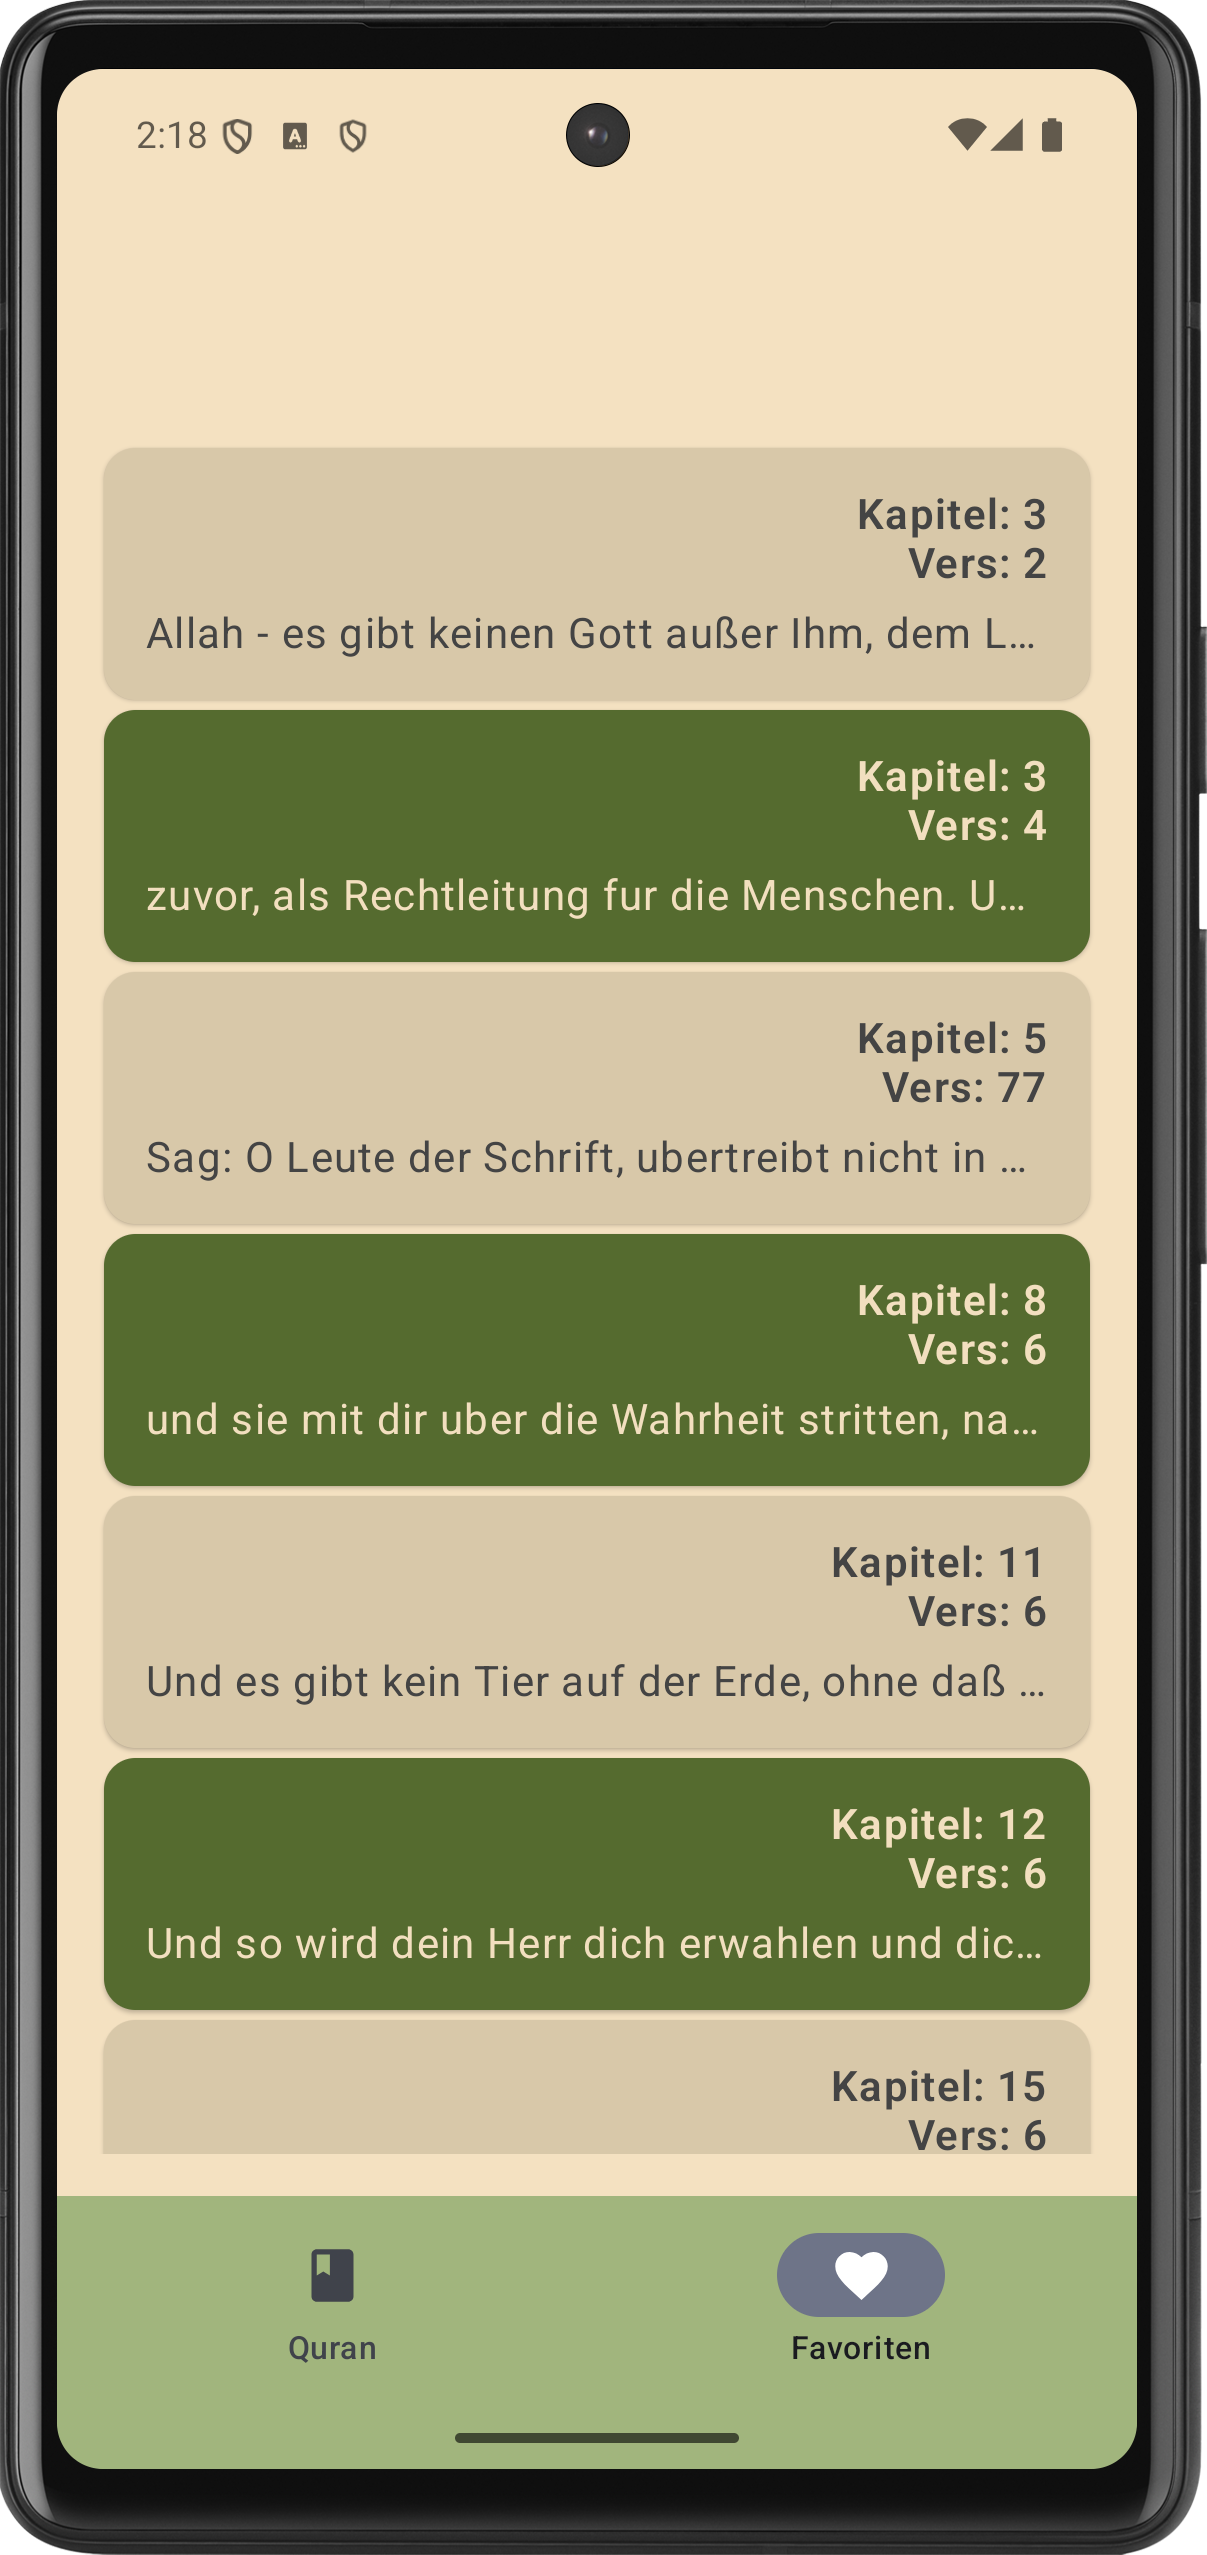 2:18
Kapitel: 3
Vers: 2
Allah - es gibt keinen Gott außer Ihm, dem L…
Kapitel: 3
Vers: 4
zuvor, als Rechtleitung fur die Menschen. U…
Kapitel: 5
Vers: 77
Sag: O Leute der Schrift, ubertreibt nicht in …
Kapitel: 8
Vers: 6
und sie mit dir uber die Wahrheit stritten, na…
Kapitel: 11
Vers: 6
Und es gibt kein Tier auf der Erde, ohne daß …
Kapitel: 12
Vers: 6
Und so wird dein Herr dich erwahlen und dic…
Kapitel: 15
Vers: 6
Quran
Favoriten